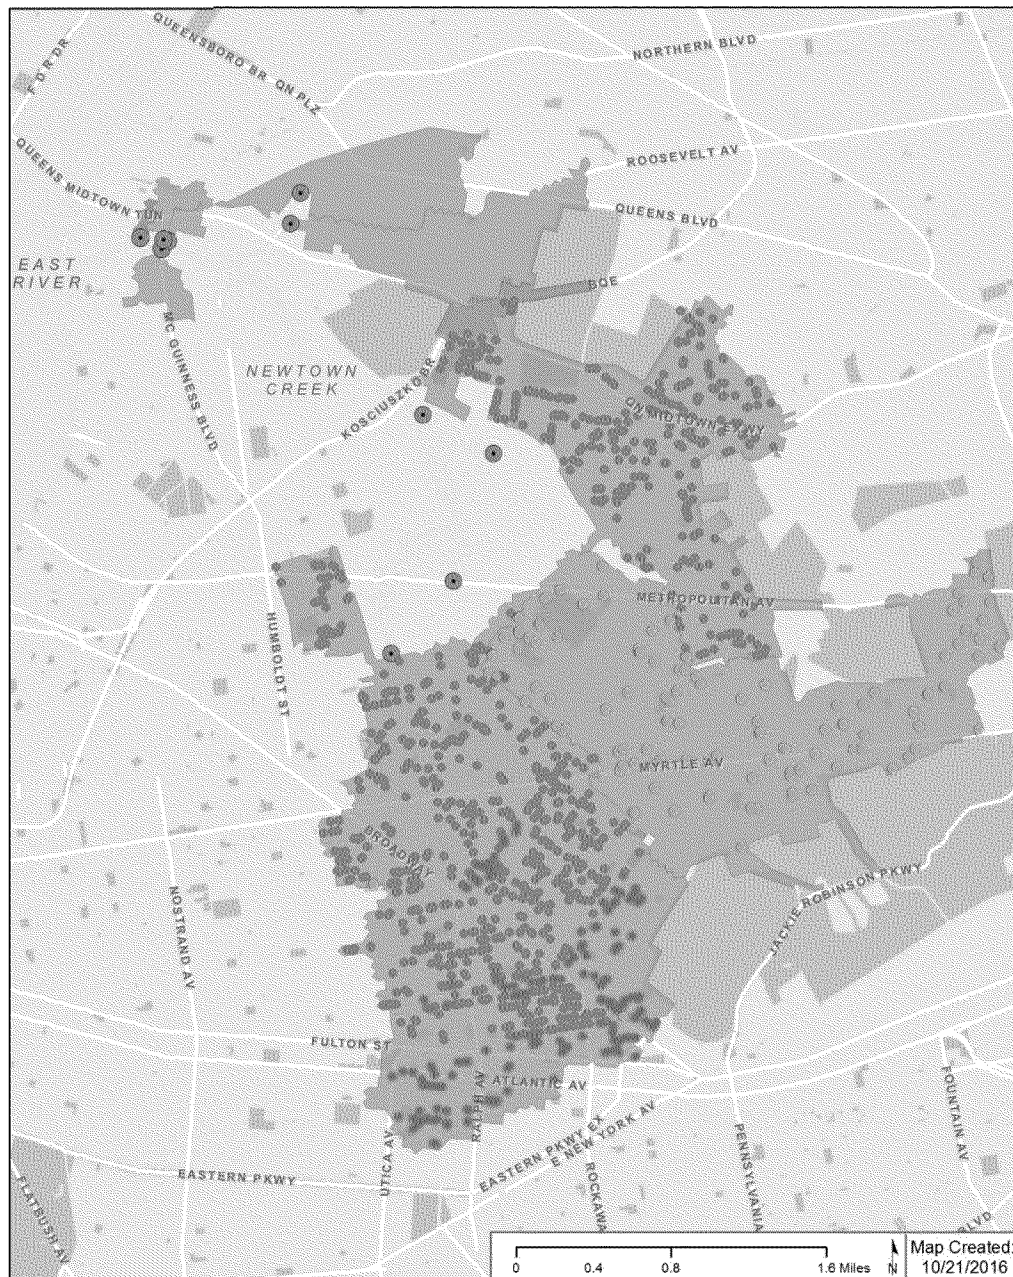 QUEENSBORO BR QN PLZ
NORTHERN BLVD
F D R DR
ROOSEVELT AV
QUEENS MIDTOWN TUN
QUEENS BLVD
EAST
RIVER
BQE
MC GUINNESS BLVD
NEWTOWN
CREEK
KOSCIUSZKO BR
QN MIDTOWN EXWY
METROPOLITAN AV
HUMBOLDT ST
MYRTLE AV
BROADWAY
JACKIE ROBINSON PKWY
NOSTRAND AV
FULTON ST
ATLANTIC AV
RALPH AV
FOUNTAIN AV
EASTERN PKWY EX
E NEW YORK AV
PENNSYLVANIA
UTICA AV
EASTERN PKWY
ROCKAWA
FLATBUSH AV
BLVD
0 0.4 0.8 1.6 Miles
N
Map Created:
10/21/2016